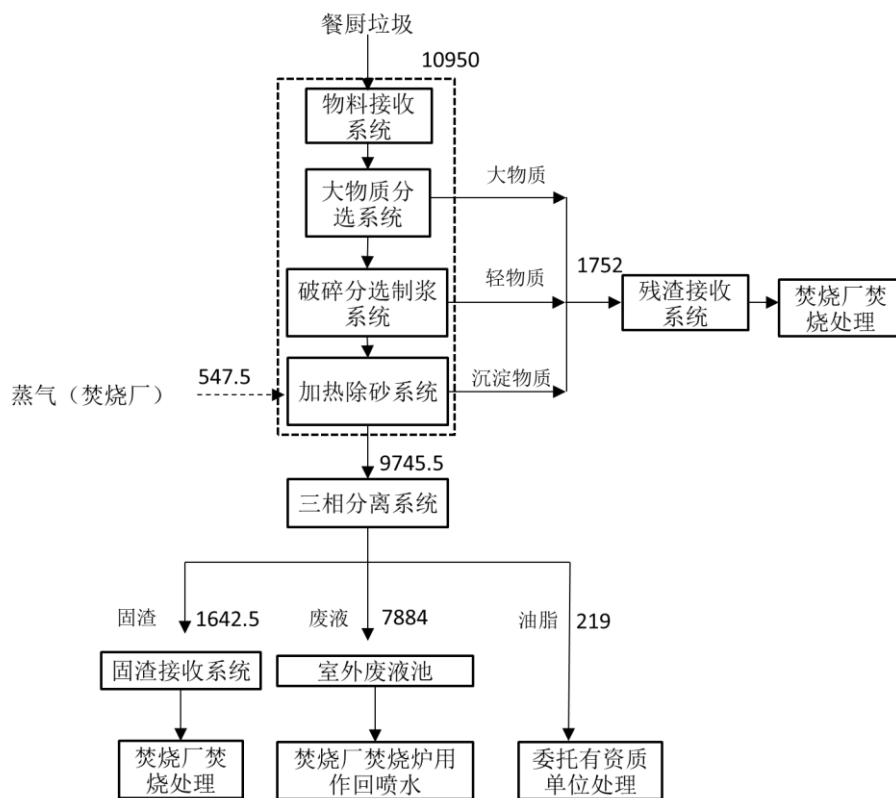 餐厨垃圾
10950
物料接收
系统
大物质分
选系统
大物质
破碎分选制浆
系统
轻物质
1752
残渣接收
系统
焚烧厂焚
烧处理
蒸气（焚烧厂）
547.5
加热除砂系统
沉淀物质
9745.5
三相分离系统
固渣
1642.5
废液
7884
油脂
219
固渣接收系统
室外废液池
焚烧厂焚
烧处理
焚烧厂焚烧炉用
作回喷水
委托有资质
单位处理